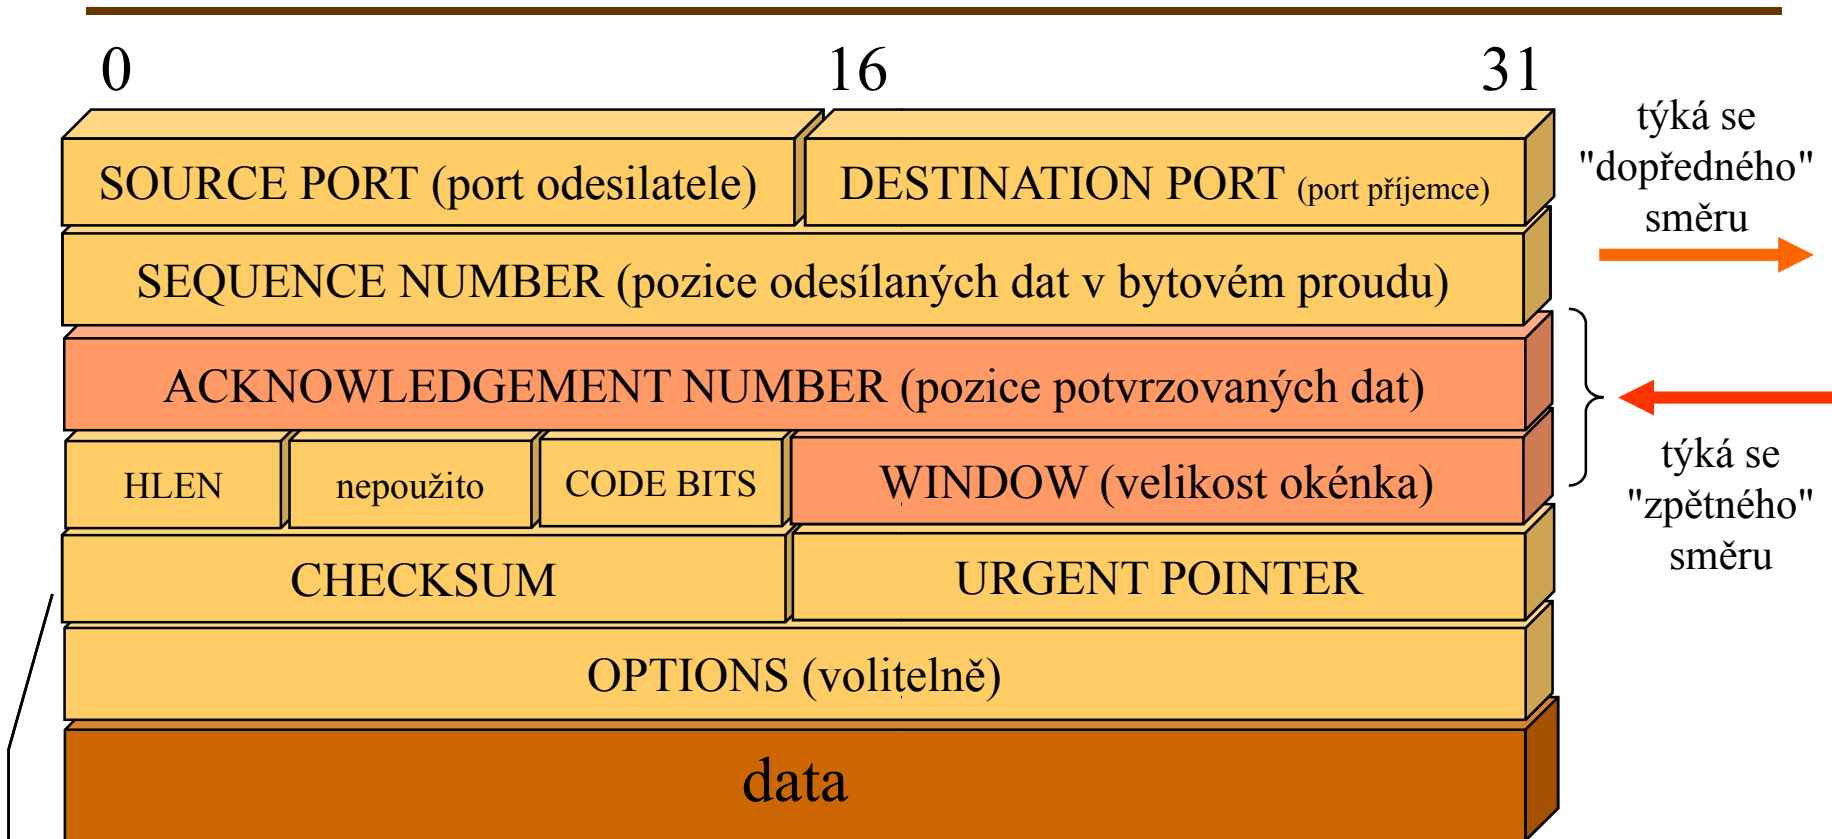 0 16 31
SOURCE PORT (port odesilatele) DESTINATION PORT (port příjemce)
SEQUENCE NUMBER (pozice odesílaných dat v bytovém proudu)
ACKNOWLEDGEMENT NUMBER (pozice potvrzovaných dat)
HLEN nepoužito CODE BITS WINDOW (velikost okénka)
CHECKSUM URGENT POINTER
OPTIONS (volitelně)
data
týká se
"dopředného"
směru
týká se
"zpětného"
směru